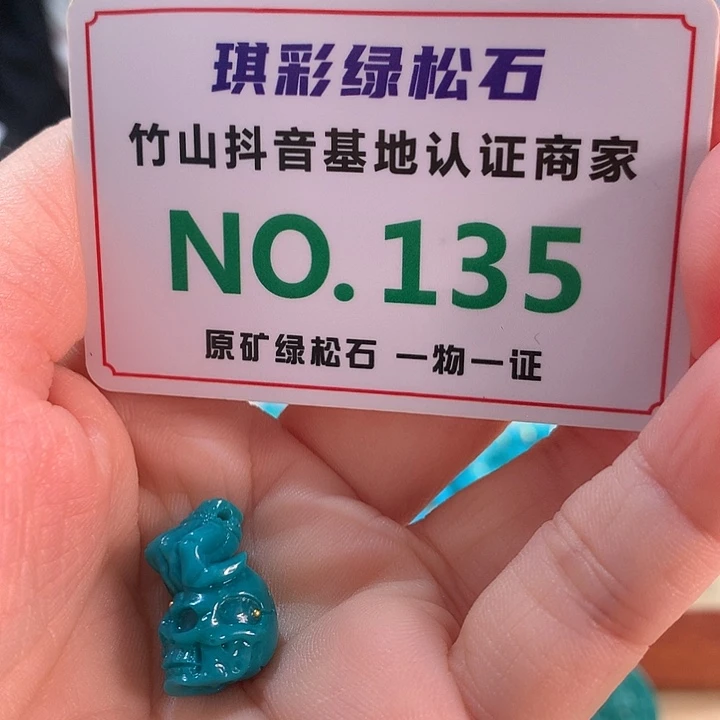 琪彩绿松石
竹山抖音基地认证商家
NO.135
原矿绿松石 一物一证